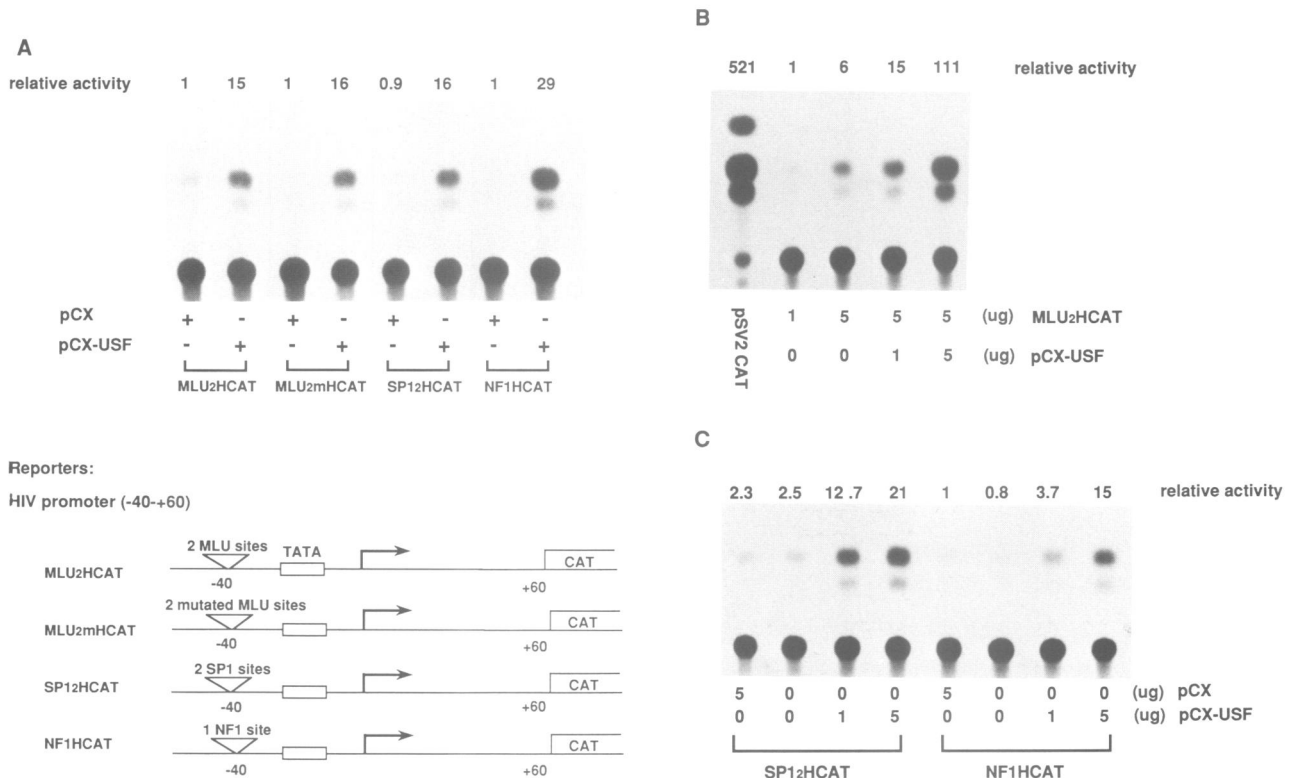 A
relative activity 1 15 1 16 0.9 16 1 29
pCX + - + - + - + -
pCX-USF - + - + - + - +
MLU2HCAT MLU2mHCAT SP12HCAT NF1HCAT
Reporters:
HIV promoter (-40-+60)
2 MLU sites
TATA
MLU2HCAT
CAT
-40
+60
2 mutated MLU sites
MLU2mHCAT
CAT
-40
+60
2 SP1 sites
SP12HCAT
CAT
-40
+60
1 NF1 site
NF1HCAT
CAT
-40
+60
B
521 1 6 15 111 relative activity
pSV2 CAT
1 5 5 5 (ug) MLU2HCAT
0 0 1 5 (ug) pCX-USF
C
2.3 2.5 12 .7 21 1 0.8 3.7 15 relative activity
5 0 0 0 5 0 0 0 (ug) pCX
0 0 1 5 0 0 1 5 (ug) pCX-USF
SP12HCAT NF1HCAT